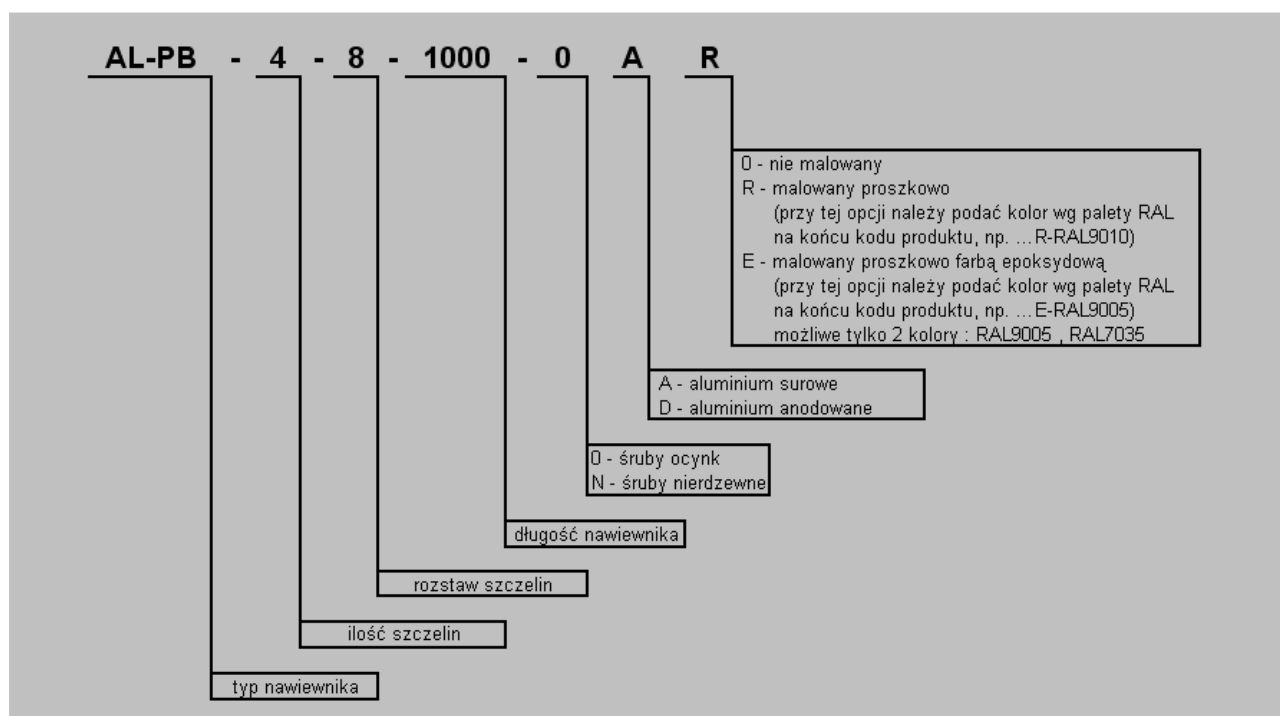 AL-PB - 4 - 8 - 1000 - 0 A R
0 - nie malowany
R - malowany proszkowo
(przy tej opcji należy podać kolor wg palety RAL
na końcu kodu produktu, np. ...R-RAL9010)
E - malowany proszkowo farbą epoksydową
(przy tej opcji należy podać kolor wg palety RAL
na końcu kodu produktu, np. ...E-RAL9005)
możliwe tylko 2 kolory : RAL9005 , RAL7035
A - aluminium surowe
D - aluminium anodowane
0 - śruby ocynk
N - śruby nierdzewne
długość nawiewnika
rozstaw szczelin
ilość szczelin
typ nawiewnika